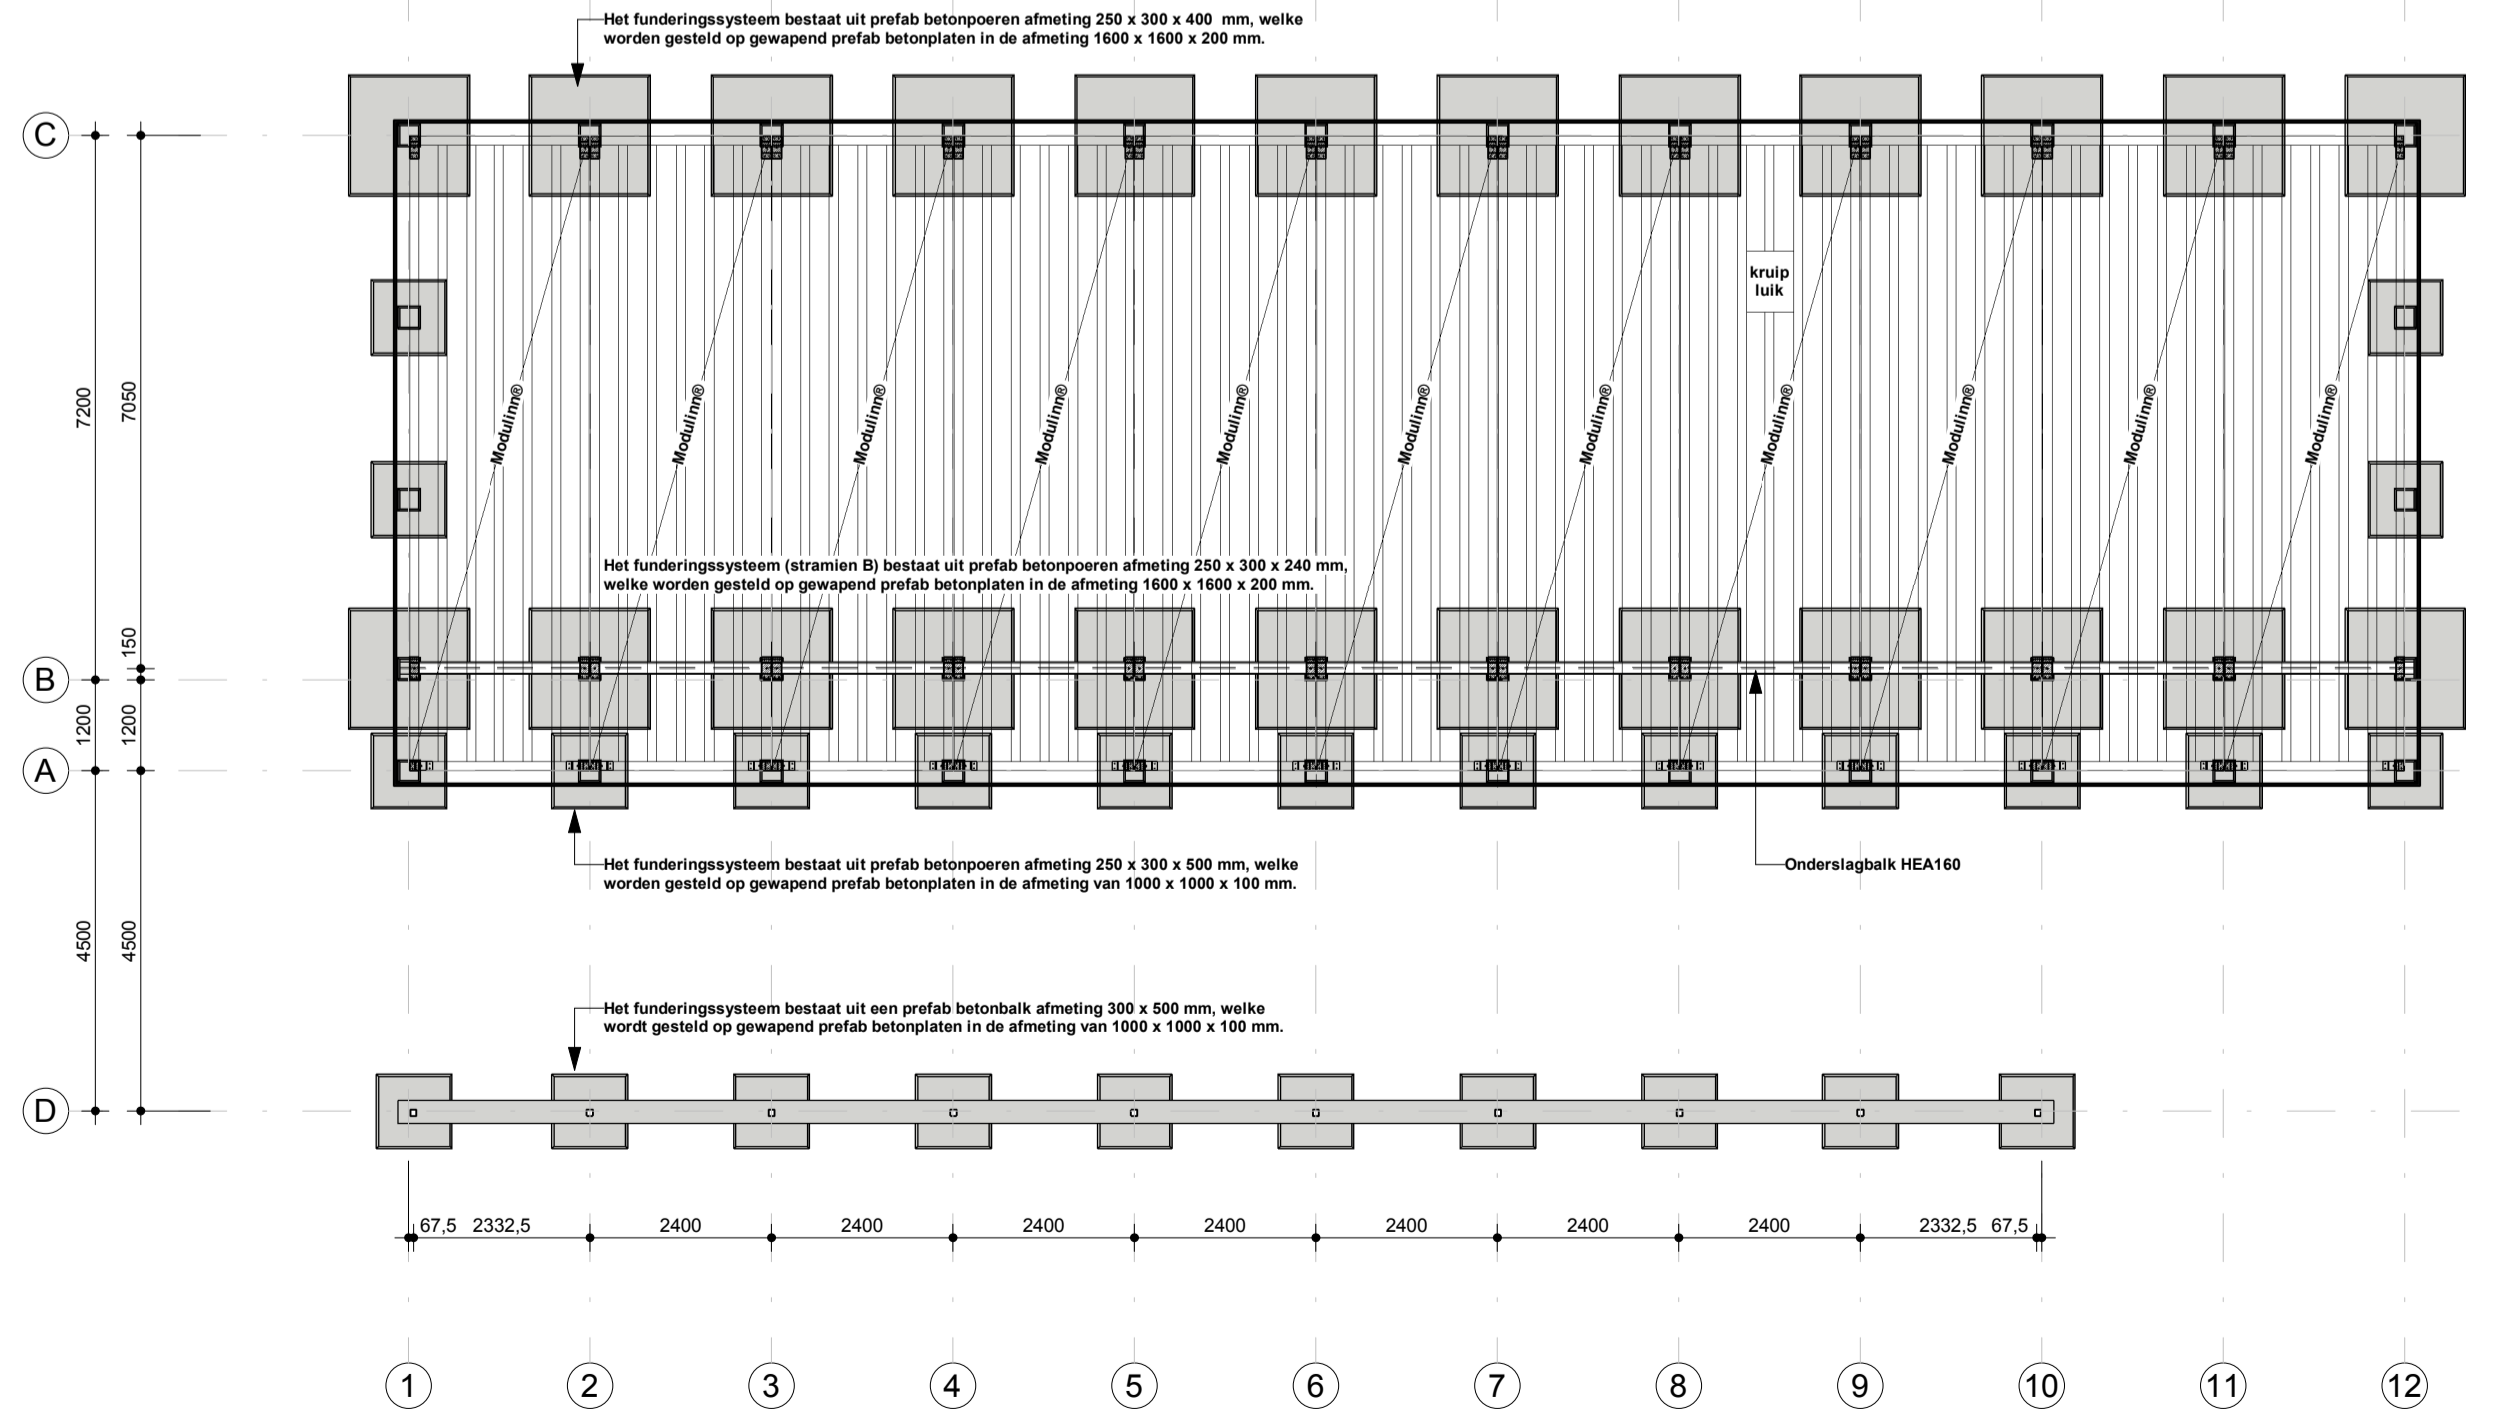 Het funderingssysteem bestaat uit prefab betonpoeren afmeting 250 x 300 x 400 mm, welke
worden gesteld op gewapend prefab betonplaten in de afmeting 1600 x 1600 x 200 mm.
C
kruip
luik
7200
7050
Modulinn®
Modulinn®
Modulinn®
Modulinn®
Modulinn®
Modulinn®
Modulinn®
Modulinn®
Modulinn®
Modulinn®
Modulinn®
Het funderingssysteem (stramien B) bestaat uit prefab betonpoeren afmeting 250 x 300 x 240 mm,
welke worden gesteld op gewapend prefab betonplaten in de afmeting 1600 x 1600 x 200 mm.
150
B
1200
1200
A
Het funderingssysteem bestaat uit prefab betonpoeren afmeting 250 x 300 x 500 mm, welke
worden gesteld op gewapend prefab betonplaten in de afmeting van 1000 x 1000 x 100 mm.
Onderslagbalk HEA160
4500
4500
Het funderingssysteem bestaat uit een prefab betonbalk afmeting 300 x 500 mm, welke
wordt gesteld op gewapend prefab betonplaten in de afmeting van 1000 x 1000 x 100 mm.
D
67,5 2332,5 2400 2400 2400 2400 2400 2400 2400 2332,5 67,5
1 2 3 4 5 6 7 8 9 10 11 12